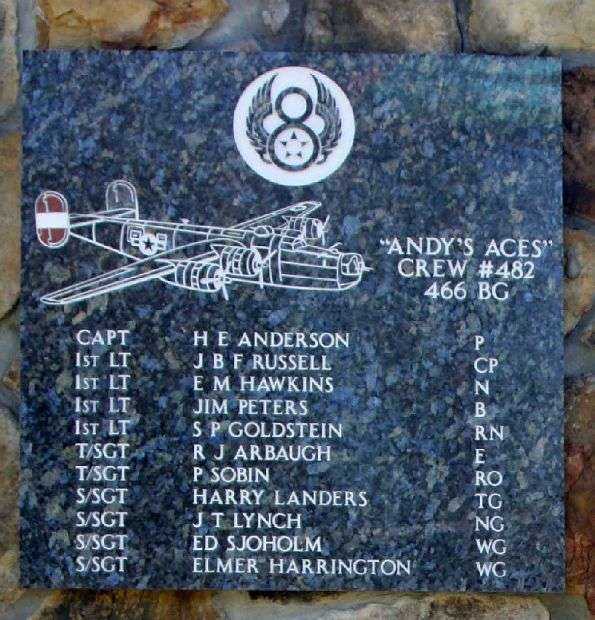 8
"ANDY'S ACES"
CREW #482
466 BG
CAPT H E ANDERSON P
1ST LT J B F RUSSELL CP
1ST LT E M HAWKINS N
1ST LT JIM PETERS B
1ST LT S P GOLDSTEIN RN
T/SGT R J ARBAUGH E
T/SGT P SOBIN RO
S/SGT HARRY LANDERS TG
S/SGT J T LYNCH NG
S/SGT ED SJOHOLM WG
S/SGT ELMER HARRINGTON WG